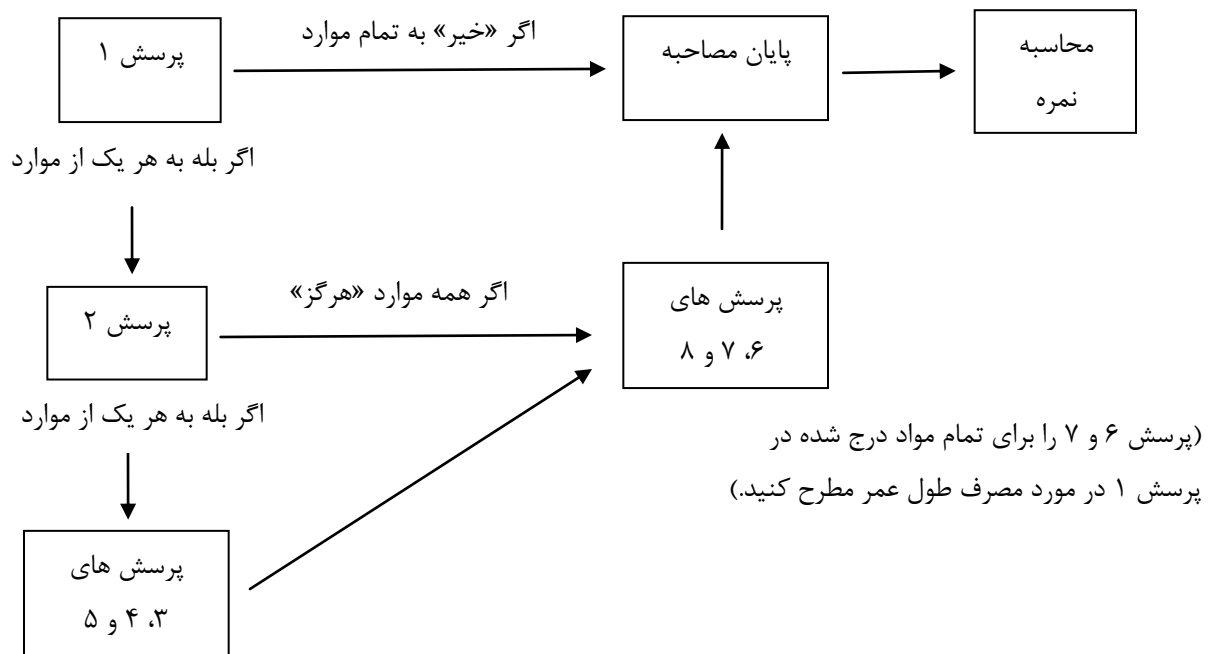 پرسش ۱
اگر «خیر» به تمام موارد
پایان مصاحبه
محاسبه
نمره
اگر بله به هر یک از موارد
پرسش ۲
اگر همه موارد «هرگز»
پرسش های
۶، ۷ و ۸
اگر بله به هر یک از موارد
(پرسش ۶ و ۷ را برای تمام مواد درج شده در
پرسش ۱ در مورد مصرف طول عمر مطرح کنید.)
پرسش های
۳، ۴ و ۵